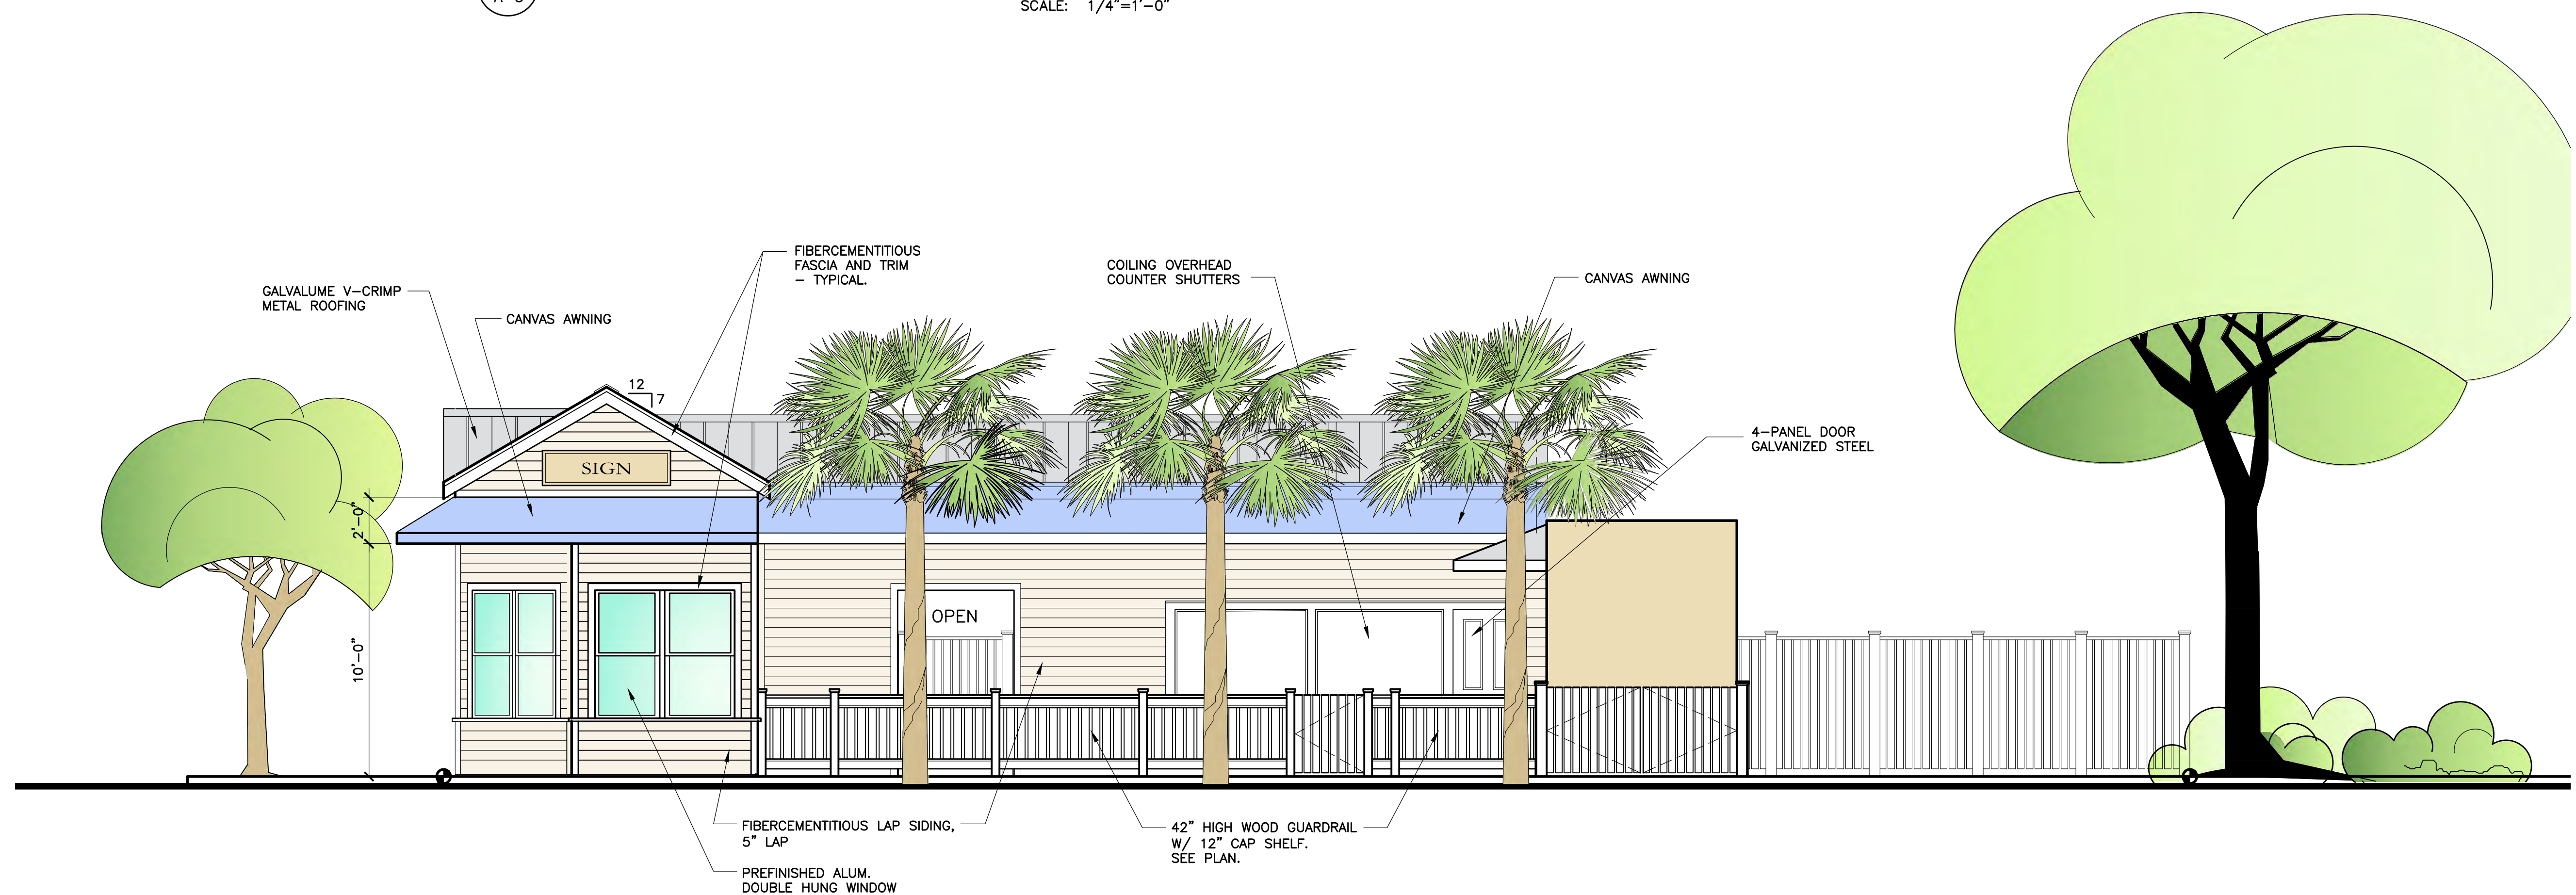 SCALE: 1/4"=1'-0"
FIBERCEMENTITIOUS
FASCIA AND TRIM
- TYPICAL.
COILING OVERHEAD
COUNTER SHUTTERS
CANVAS AWNING
GALVALUME V-CRIMP
METAL ROOFING
CANVAS AWNING
12
7
4-PANEL DOOR
GALVANIZED STEEL
SIGN
2'-0"
OPEN
10'-0"
FIBERCEMENTITIOUS LAP SIDING,
5" LAP
42" HIGH WOOD GUARDRAIL
W/ 12" CAP SHELF.
SEE PLAN.
PREFINISHED ALUM.
DOUBLE HUNG WINDOW